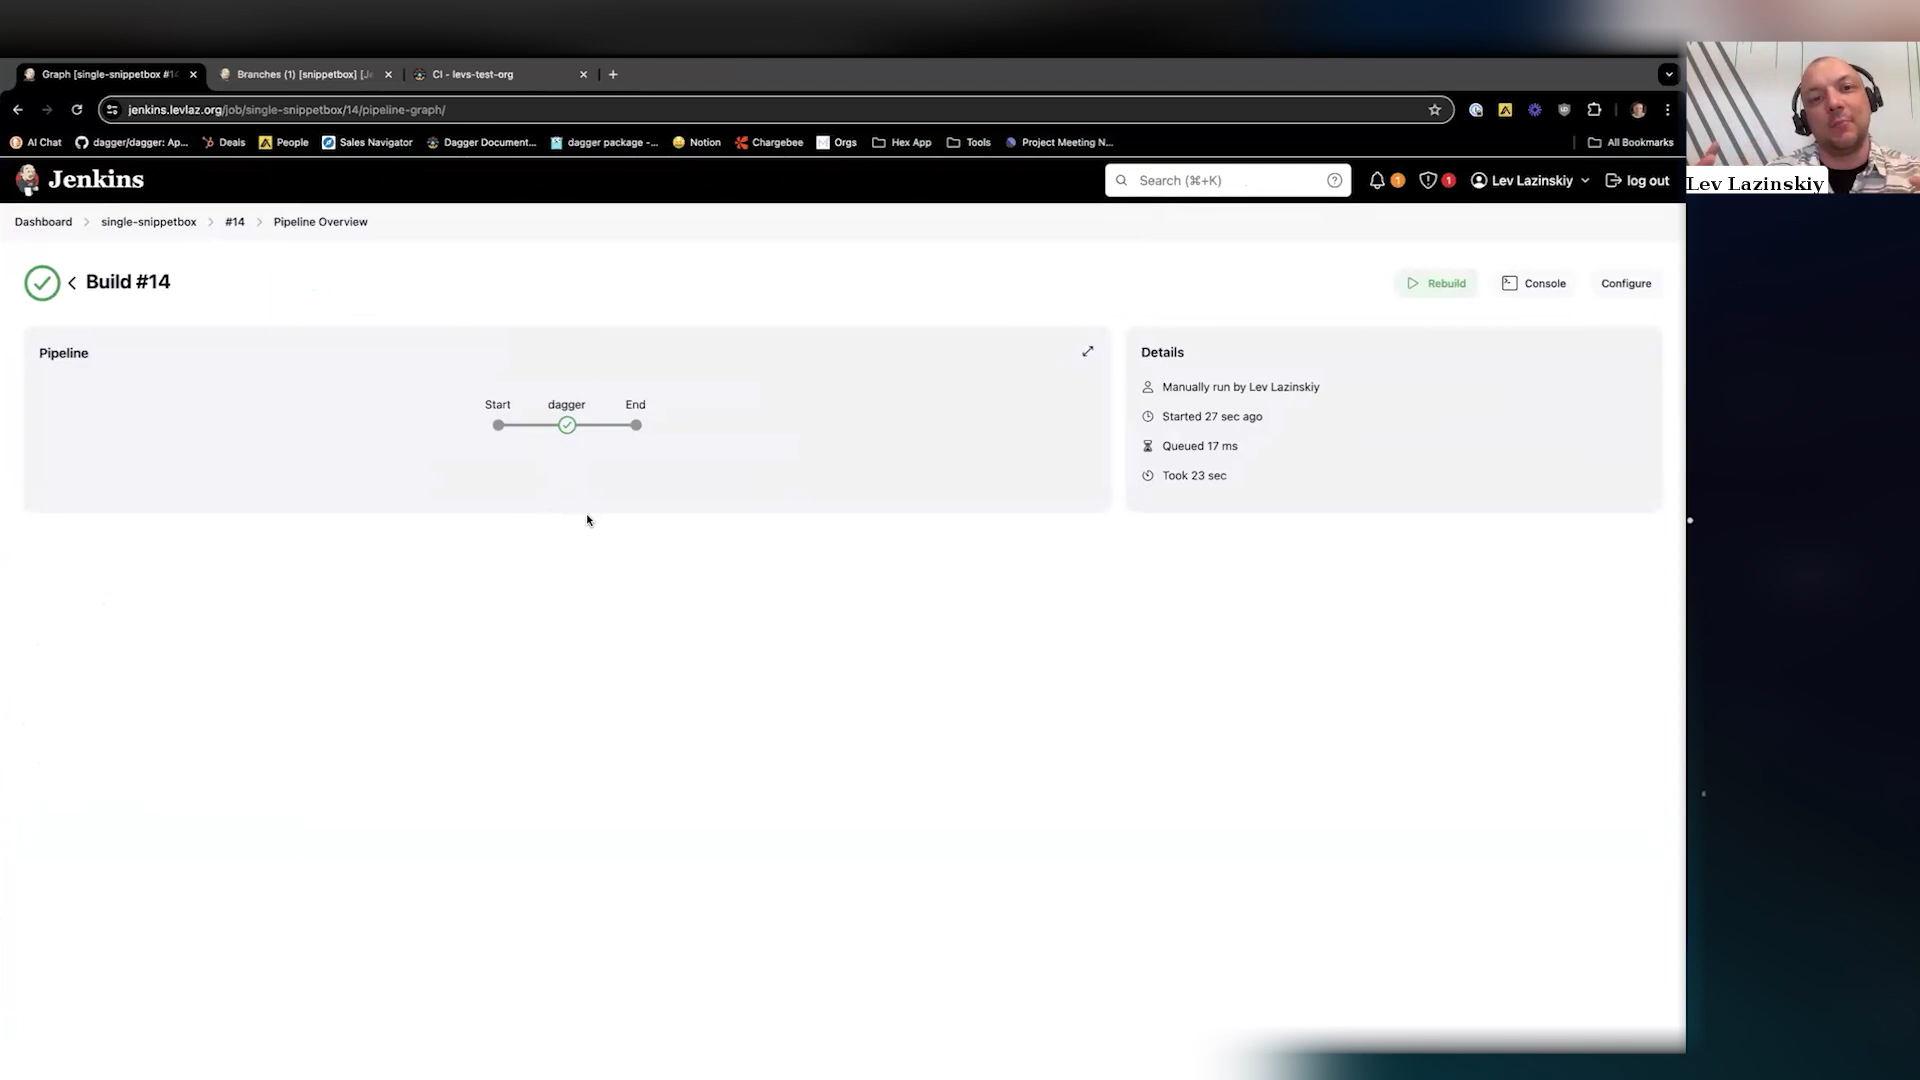 Graph [single-snippetbox #14
Branches (1) [snippetbox] [Je
CI - levs-test-org
jenkins.levlaz.org/job/single-snippetbox/14/pipeline-graph/
AI Chat
dagger/dagger: Ap...
Deals
People
Sales Navigator
Dagger Document...
dagger package -...
Notion
Chargebee
Orgs
Hex App
Tools
Project Meeting N...
All Bookmarks
Lev Lazinskiy
Jenkins
Search (⌘+K)
1
1
Lev Lazinskiy
log out
Dashboard
single-snippetbox
#14
Pipeline Overview
Build #14
Rebuild
Console
Configure
Pipeline
Start
dagger
End
Details
Manually run by Lev Lazinskiy
Started 27 sec ago
Queued 17 ms
Took 23 sec